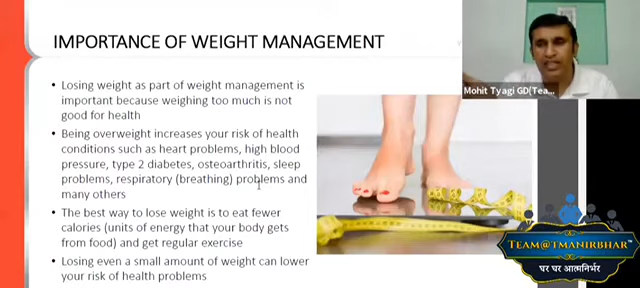 IMPORTANCE OF WEIGHT MANAGEMENT
• Losing weight as part of weight management is
important because weighing too much is not
good for health
• Being overweight increases your risk of health
conditions such as heart problems, high blood
pressure, type 2 diabetes, osteoarthritis, sleep
problems, respiratory (breathing) problems and
many others
• The best way to lose weight is to eat fewer
calories (units of energy that your body gets
from food) and get regular exercise
• Losing even a small amount of weight can lower
your risk of health problems
Mohit Tyagi GD(Tea...
TEAM@TMANIRBHAR™
घर घर आत्मनिर्भर